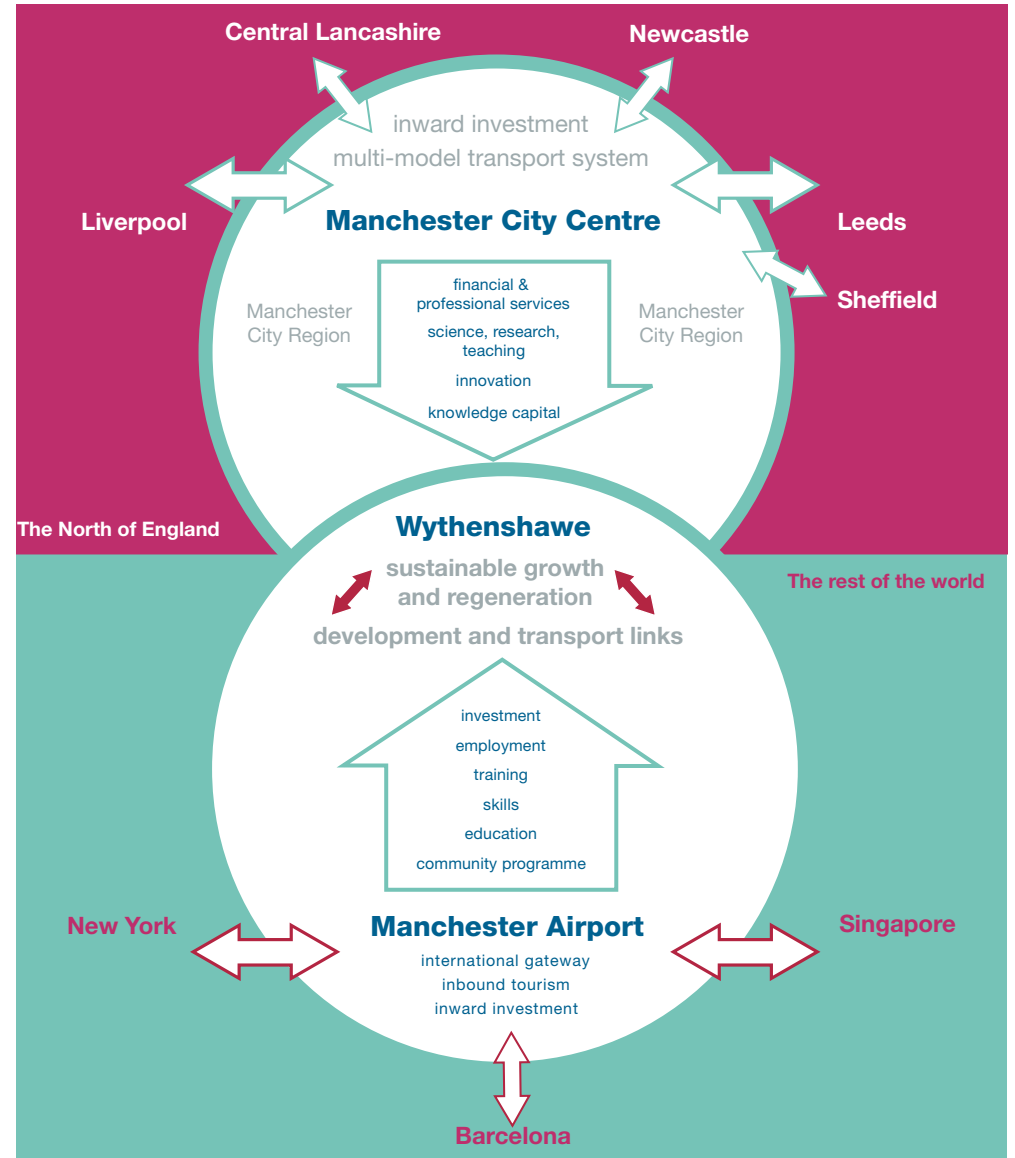 Central Lancashire
Newcastle
inward investment
multi-model transport system
Liverpool
Manchester City Centre
Leeds
Sheffield
financial &
professional services
science, research,
teaching
innovation
knowledge capital
Manchester
City Region
Manchester
City Region
The North of England
Wythenshawe
The rest of the world
sustainable growth
and regeneration
development and transport links
investment
employment
training
skills
education
community programme
New York
Manchester Airport
Singapore
international gateway
inbound tourism
inward investment
Barcelona